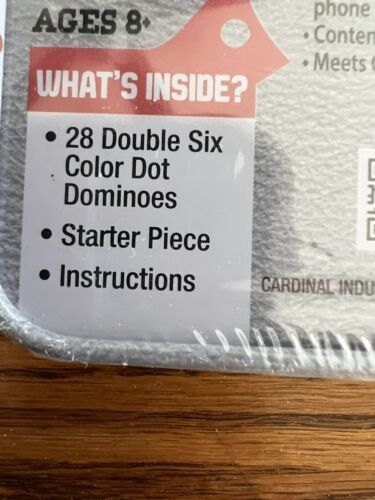 AGES 8+
phone
• Conten
• Meets
WHAT'S INSIDE?
• 28 Double Six
Color Dot
Dominoes
• Starter Piece
• Instructions
CARDINAL INDU